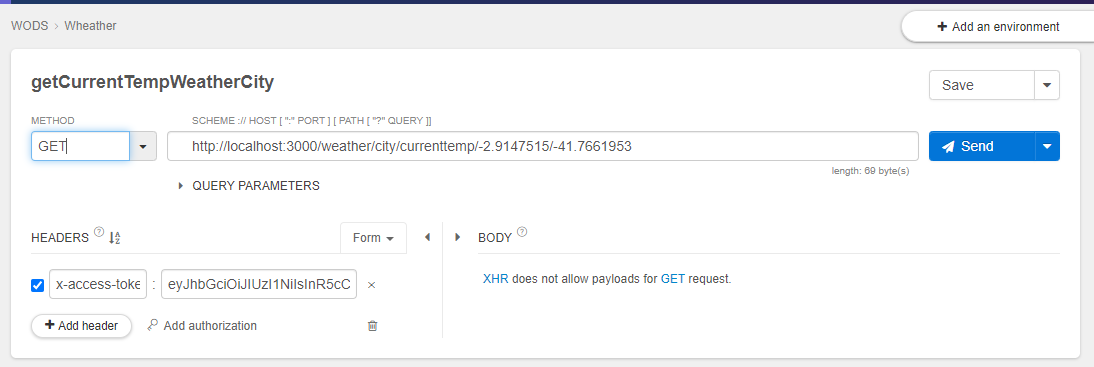 WODS > Wheather
+ Add an environment
getCurrentTempWeatherCity
Save
METHOD
SCHEME :// HOST [ ":" PORT ] [ PATH [ "?" QUERY ]]
GET
http://localhost:3000/weather/city/currenttemp/-2.9147515/-41.7661953
Send
length: 69 byte(s)
QUERY PARAMETERS
HEADERS ?
Form
BODY ?
x-access-toke : eyJhbGciOiJIUzI1NiIsInR5cC ×
XHR does not allow payloads for GET request.
+ Add header
Add authorization